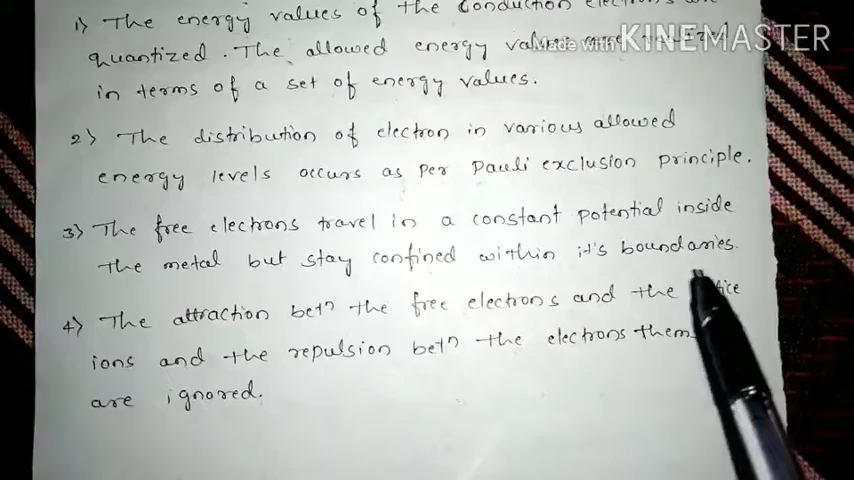 1) The energy values of the conduction
quantized. The allowed energy
in terms of a set of energy values.
2) The distribution of electron in various allowed
energy levels occurs as per Pauli exclusion principle.
3) The free electrons travel in a constant potential inside
the metal but stay confined within it's boundaries.
4) The attraction betn the free electrons and the
ions and the repulsion betn the electrons
are ignored.
Made with KINEMASTER